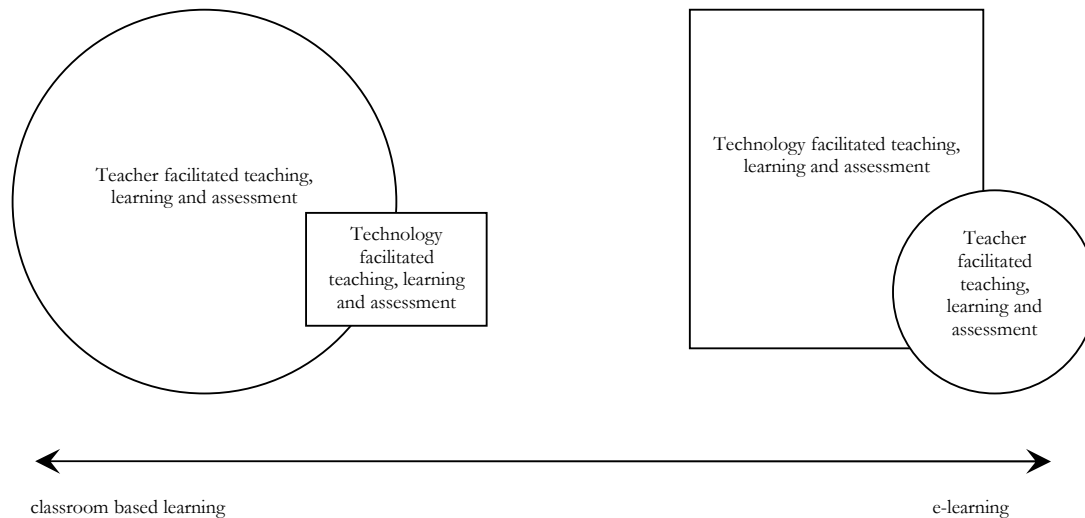 Teacher facilitated teaching,
learning and assessment
Technology
facilitated
teaching, learning
and assessment
Technology facilitated teaching,
learning and assessment
Teacher
facilitated
teaching,
learning and
assessment
classroom based learning
e-learning